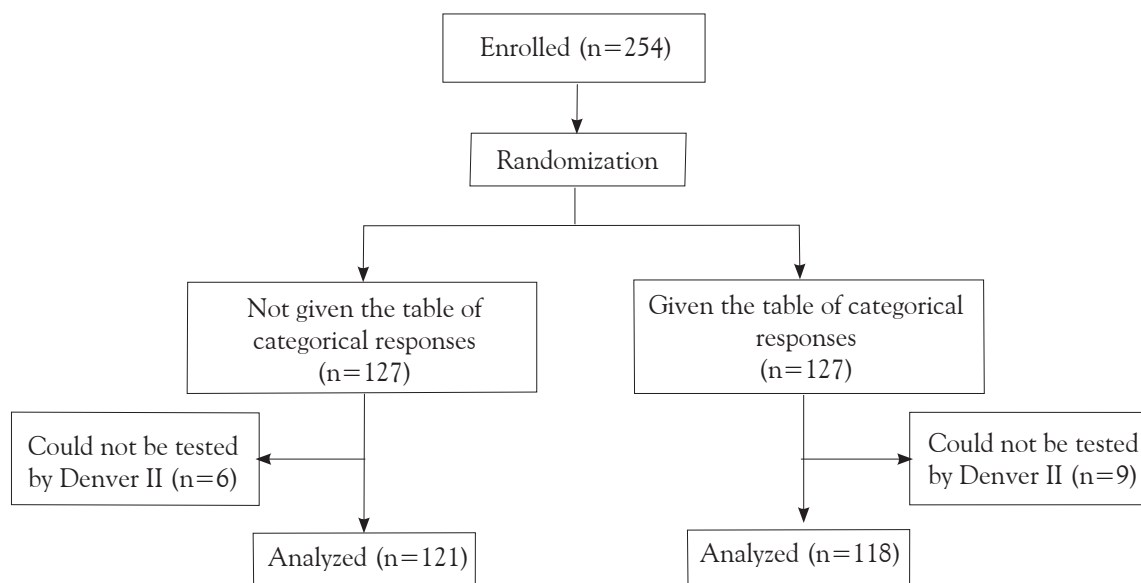 Enrolled (n=254)
Randomization
Not given the table of
categorical responses
(n=127)
Given the table of categorical
responses
(n=127)
Could not be tested
by Denver II (n=6)
Could not be tested
by Denver II (n=9)
Analyzed (n=121)
Analyzed (n=118)